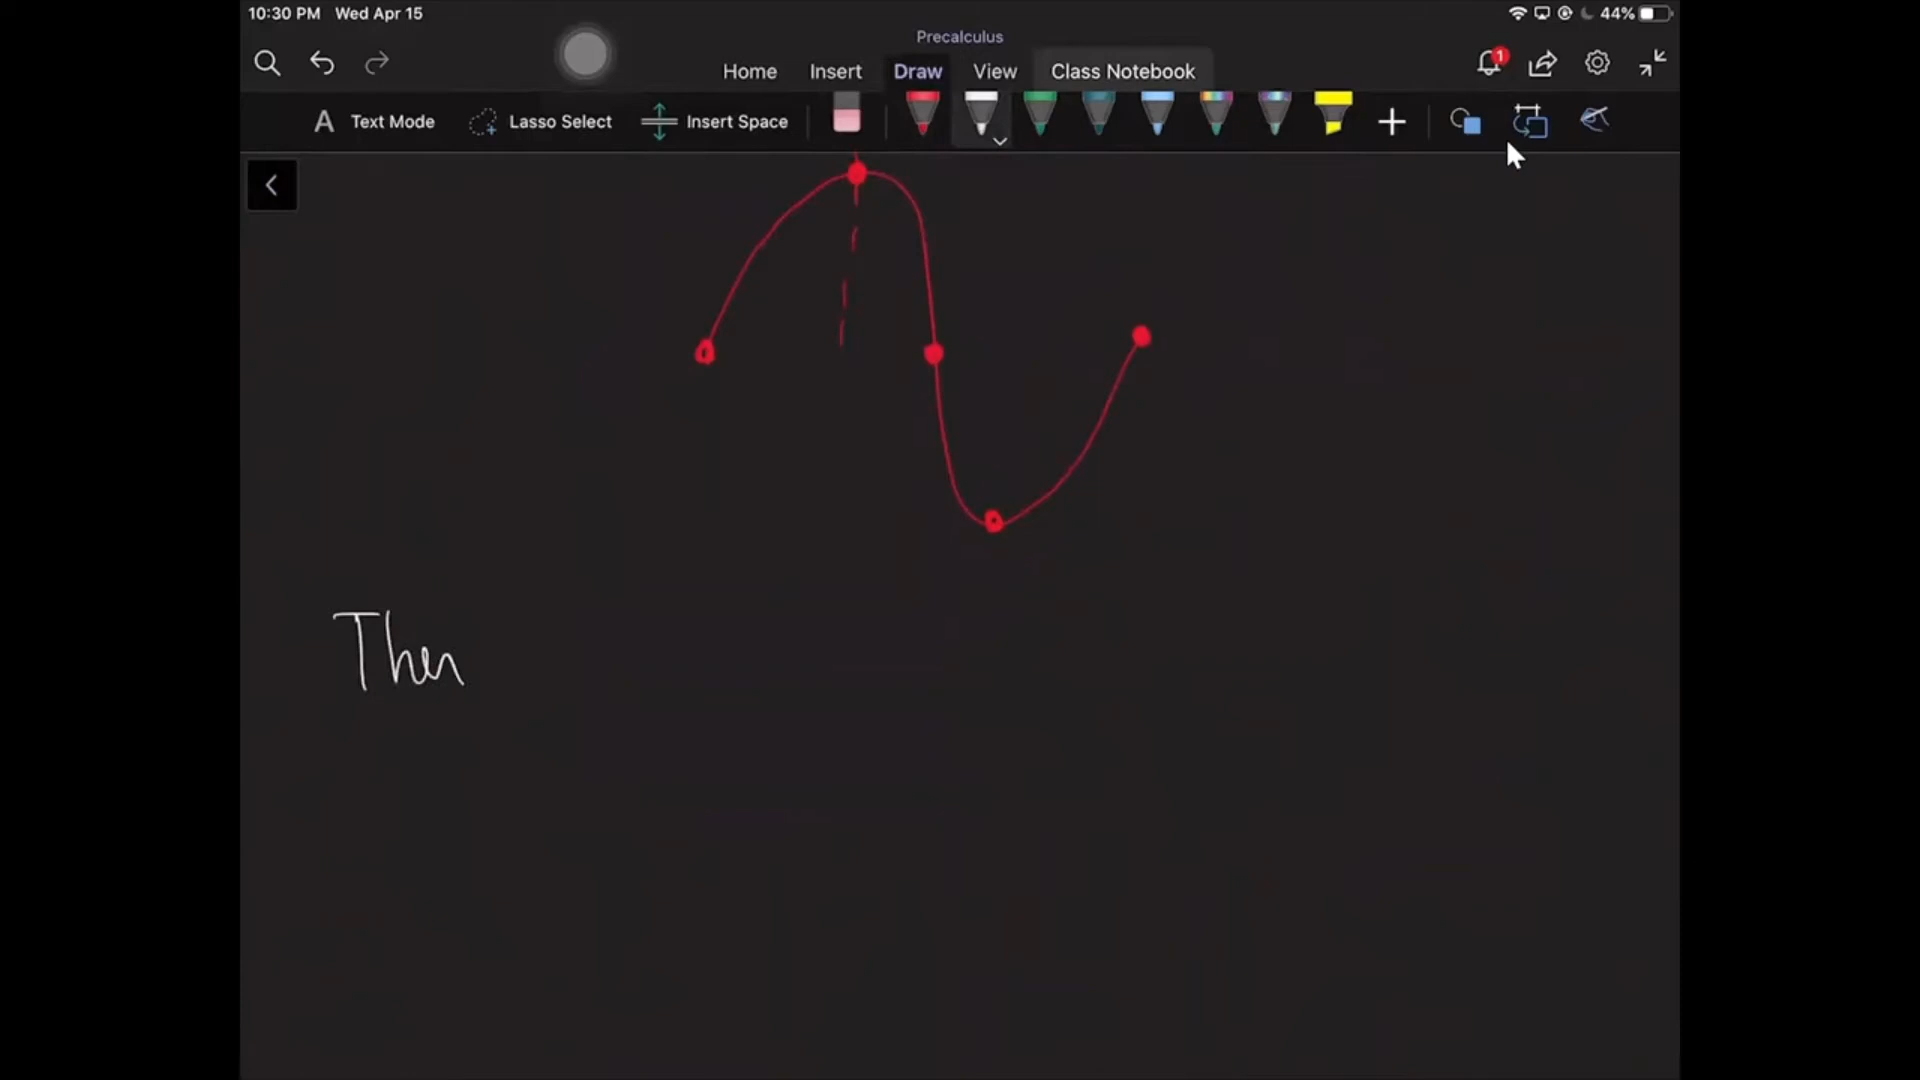 10:30 PM Wed Apr 15 44%
Precalculus
Home Insert Draw View Class Notebook 1
A Text Mode Lasso Select Insert Space
Then